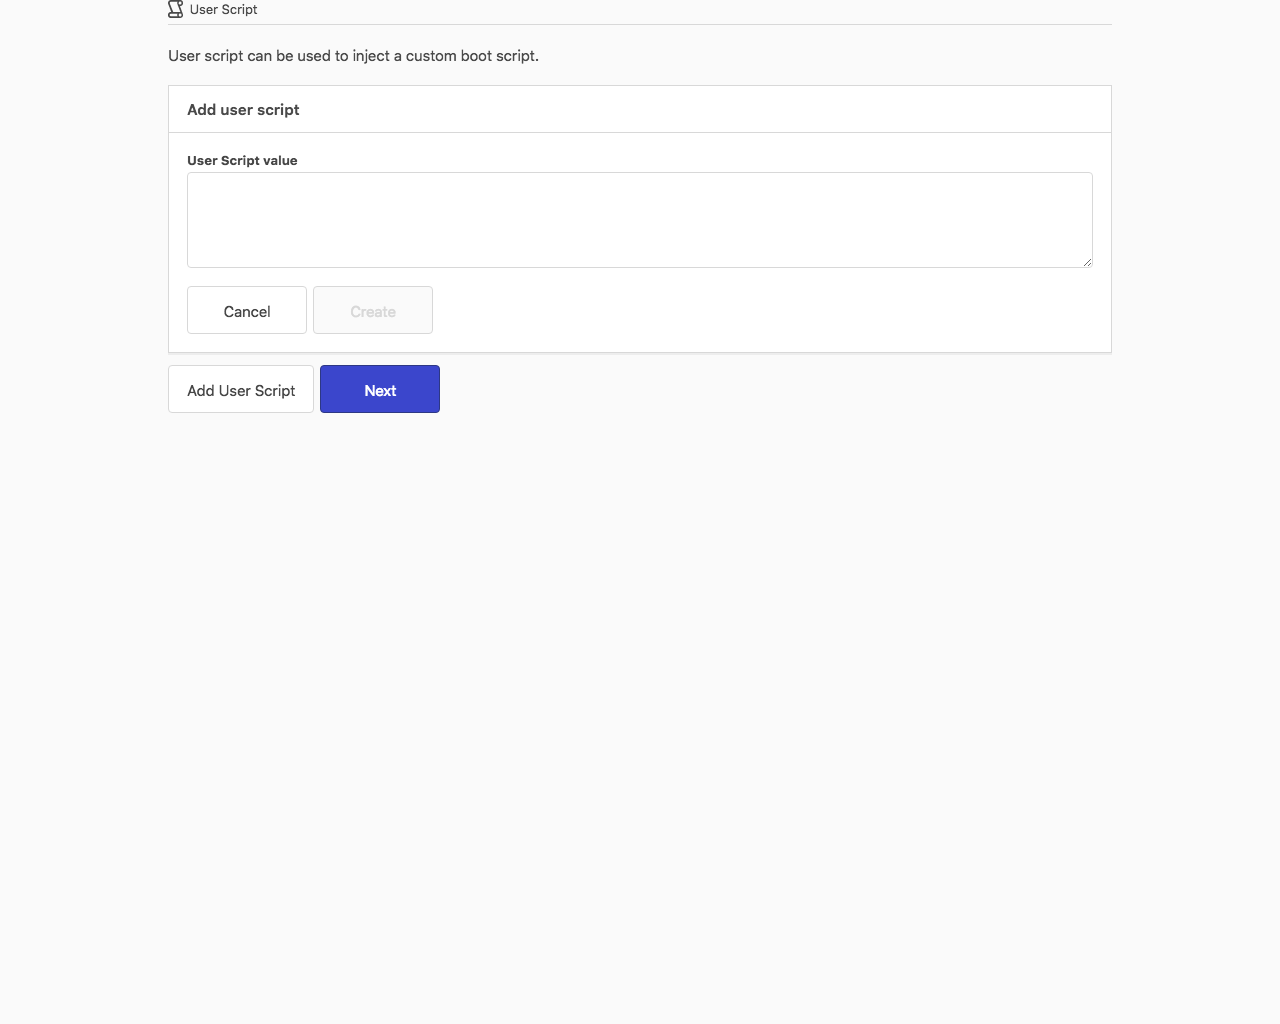 User Script
User script can be used to inject a custom boot script.
Add user script
User Script value
Cancel Create
Add User Script Next